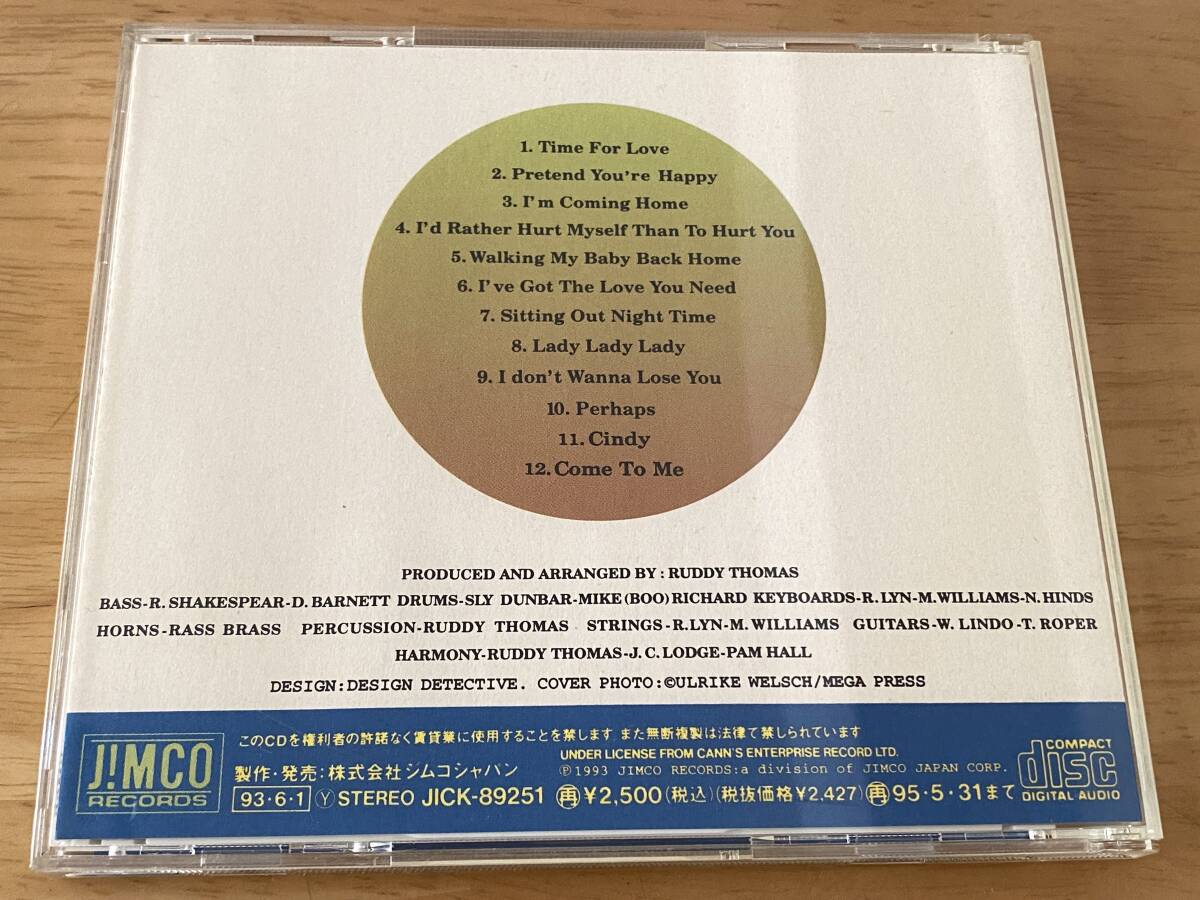 1. Time For Love
2. Pretend You're Happy
3. I'm Coming Home
4. I'd Rather Hurt Myself Than To Hurt You
5. Walking My Baby Back Home
6. I've Got The Love You Need
7. Sitting Out Night Time
8. Lady Lady Lady
9. I don't Wanna Lose You
10. Perhaps
11. Cindy
12. Come To Me
PRODUCED AND ARRANGED BY : RUDDY THOMAS
BASS-R. SHAKESPEAR-D. BARNETT DRUMS-SLY DUNBAR-MIKE (BOO) RICHARD KEYBOARDS-R. LYN-M. WILLIAMS-N. HINDS
HORNS-RASS BRASS PERCUSSION-RUDDY THOMAS STRINGS-R.LYN-M. WILLIAMS GUITARS-W. LINDO-T. ROPER
HARMONY-RUDDY THOMAS-J. C. LODGE-PAM HALL
DESIGN:DESIGN DETECTIVE. COVER PHOTO:©ULRIKE WELSCH/MEGA PRESS
J!MCO
RECORDS
このCDを権利者の許諾なく賃貸業に使用することを禁します また無断複製は法律て禁しられています
UNDER LICENSE FROM CANN'S ENTERPRISE RECORD LTD.
製作・発売：株式会社シムコシャパン
℗1993 JIMCO RECORDS:a division of JIMCO JAPAN CORP.
93·6·1 Ⓨ STEREO JICK-89251 再 ¥2,500(税込)(税抜価格¥2,427) 再 95·5·31まて
COMPACT
disc
DIGITAL AUDIO